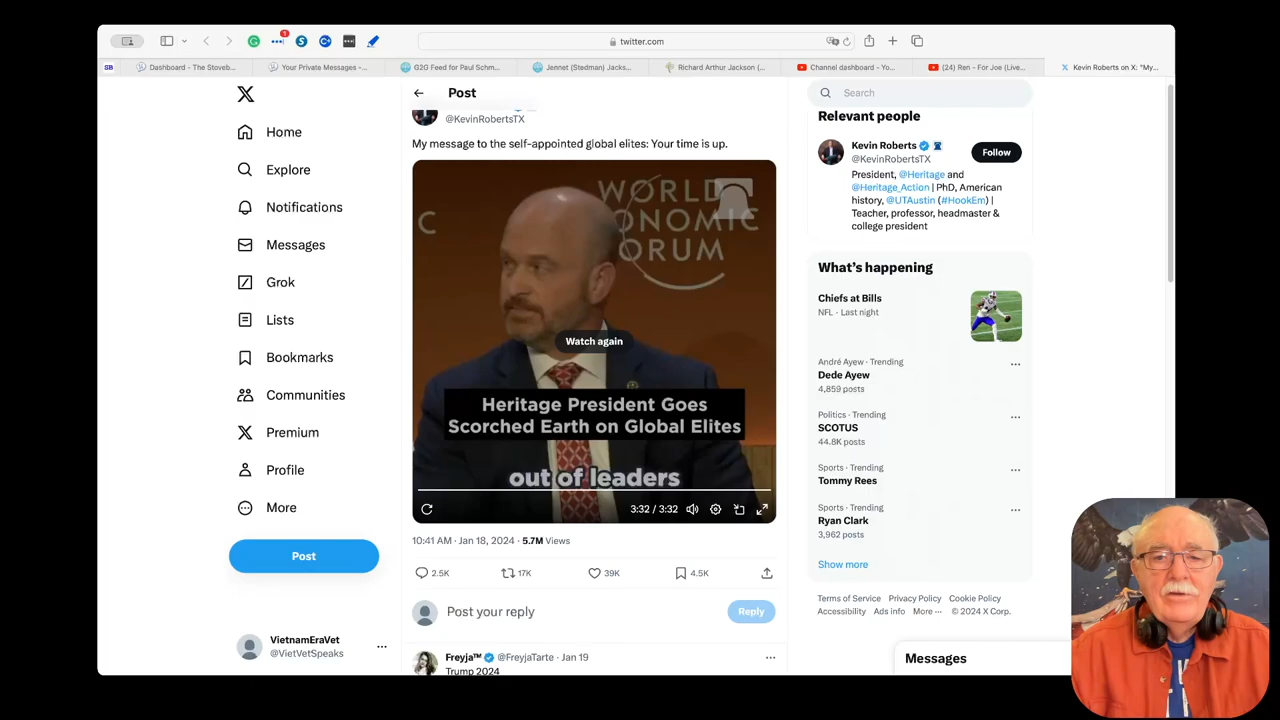 twitter.com
1
SB
Dashboard - The Stoveb...
Your Private Messages -...
G2G Feed for Paul Schm...
Jennet (Stedman) Jacks...
Richard Arthur Jackson (...
Channel dashboard - Yo...
(24) Ren - For Joe (Live...
Kevin Roberts on X: "My...
X
Home
Explore
Notifications
Messages
Grok
Lists
Bookmarks
Communities
Premium
Profile
More
Post
VietnamEraVet
@VietVetSpeaks
Post
@KevinRobertsTX
My message to the self-appointed global elites: Your time is up.
WORLD
ECONOMIC
FORUM
C
Watch again
Heritage President Goes
Scorched Earth on Global Elites
out of leaders
3:32 / 3:32
10:41 AM · Jan 18, 2024 · 5.7M Views
2.5K 17K 39K 4.5K
Post your reply
Reply
Freyja™ @FreyjaTarte · Jan 19
Trump 2024
Search
Relevant people
Kevin Roberts
@KevinRobertsTX
Follow
President, @Heritage and
@Heritage_Action | PhD, American
history, @UTAustin (#HookEm) |
Teacher, professor, headmaster &
college president
What's happening
Chiefs at Bills
NFL · Last night
André Ayew · Trending
Dede Ayew
4,859 posts
Politics · Trending
SCOTUS
44.8K posts
Sports · Trending
Tommy Rees
Sports · Trending
Ryan Clark
3,962 posts
Show more
Terms of Service Privacy Policy Cookie Policy
Accessibility Ads info More ··· © 2024 X Corp.
Messages